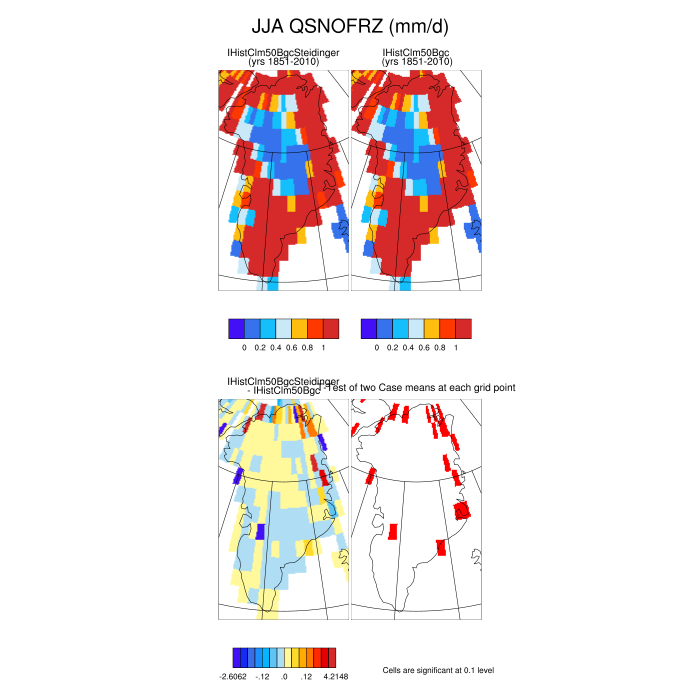 JJA QSNOFRZ (mm/d)
IHistClm50BgcSteidinger
(yrs 1851-2010)
IHistClm50Bgc
(yrs 1851-2010)
0 0.2 0.4 0.6 0.8 1
0 0.2 0.4 0.6 0.8 1
IHistClm50BgcSteidinger
- IHistClm50Bgc
T-Test of two Case means at each grid point
-2.6062 -.12 .0 .12 4.2148
Cells are significant at 0.1 level